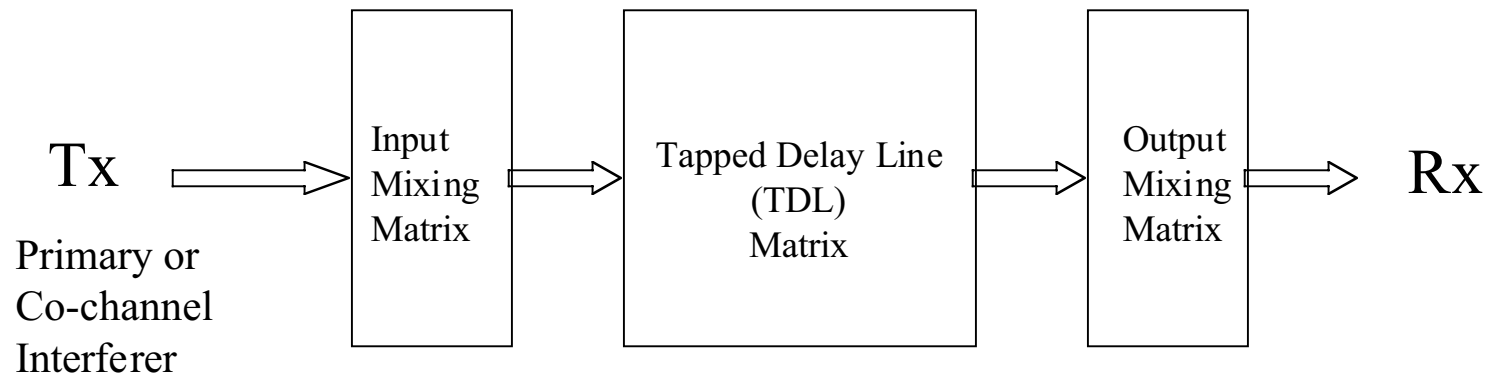 Tx
Primary or
Co-channel
Interferer
Input
Mixing
Matrix
Tapped Delay Line
(TDL)
Matrix
Output
Mixing
Matrix
Rx